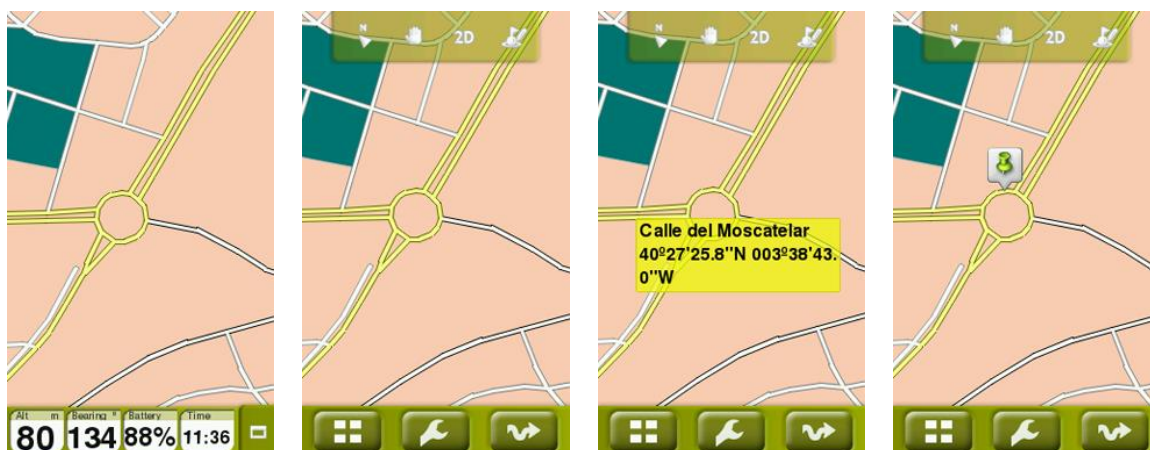 Alt m Bearing º Battery Time
80 134 88% 11:36
N 2D
N 2D
Calle del Moscatelar
40º27'25.8"N 003º38'43.
0"W
N 2D